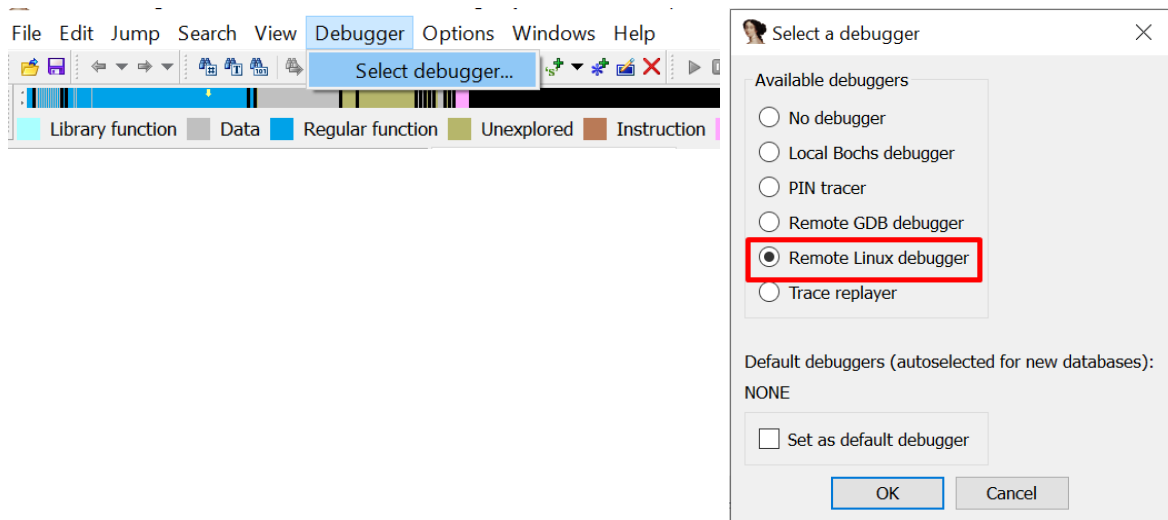 File Edit Jump Search View Debugger Options Windows Help
Select debugger...
Library function Data Regular function Unexplored Instruction
Select a debugger
Available debuggers
No debugger
Local Bochs debugger
PIN tracer
Remote GDB debugger
Remote Linux debugger
Trace replayer
Default debuggers (autoselected for new databases):
NONE
Set as default debugger
OK Cancel